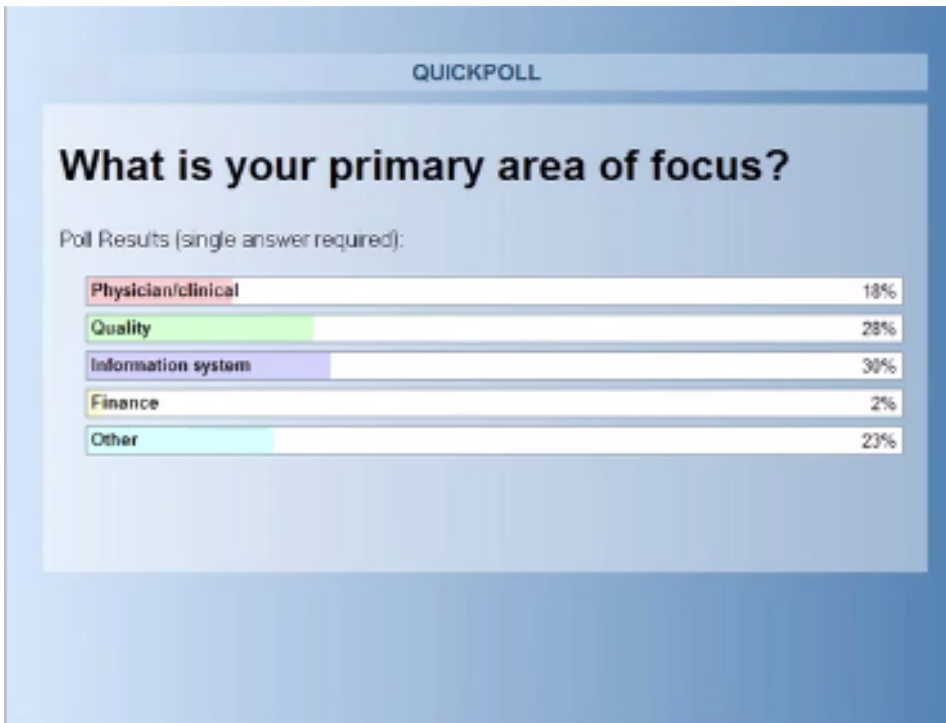 QUICKPOLL
What is your primary area of focus?
Poll Results (single answer required):
Physician/clinical 18%
Quality 28%
Information system 30%
Finance 2%
Other 23%